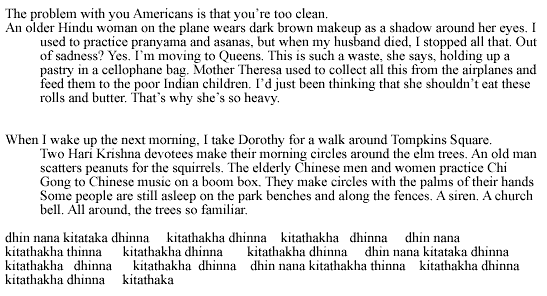 The problem with you Americans is that you're too clean.
An older Hindu woman on the plane wears dark brown makeup as a shadow around her eyes. I
used to practice pranyama and asanas, but when my husband died, I stopped all that. Out
of sadness? Yes. I'm moving to Queens. This is such a waste, she says, holding up a
pastry in a cellophane bag. Mother Theresa used to collect all this from the airplanes and
feed them to the poor Indian children. I'd just been thinking that she shouldn't eat these
rolls and butter. That's why she's so heavy.
When I wake up the next morning, I take Dorothy for a walk around Tompkins Square.
Two Hari Krishna devotees make their morning circles around the elm trees. An old man
scatters peanuts for the squirrels. The elderly Chinese men and women practice Chi
Gong to Chinese music on a boom box. They make circles with the palms of their hands
Some people are still asleep on the park benches and along the fences. A siren. A church
bell. All around, the trees so familiar.
dhin nana kitataka dhinna kitathakha dhinna kitathakha dhinna dhin nana
kitathakha thinna kitathakha dhinna kitathakha dhinna dhin nana kitataka dhinna
kitathakha dhinna kitathakha dhinna dhin nana kitathakha thinna kitathakha dhinna
kitathakha dhinna kitathaka